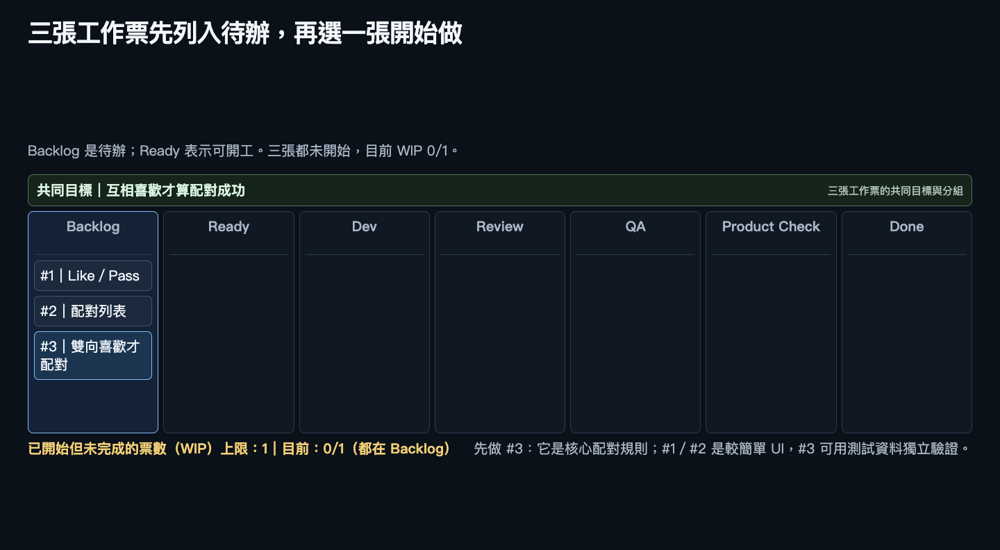 三張工作票先列入待辦，再選一張開始做
Backlog 是待辦；Ready 表示可開工。三張都未開始，目前 WIP 0/1。
共同目標｜互相喜歡才算配對成功
三張工作票的共同目標與分組
Backlog
Ready
Dev
Review
QA
Product Check
Done
#1｜Like / Pass
#2｜配對列表
#3｜雙向喜歡才
配對
已開始但未完成的票數（WIP）上限：1｜目前：0/1（都在 Backlog）
先做 #3：它是核心配對規則；#1 / #2 是較簡單 UI，#3 可用測試資料獨立驗證。